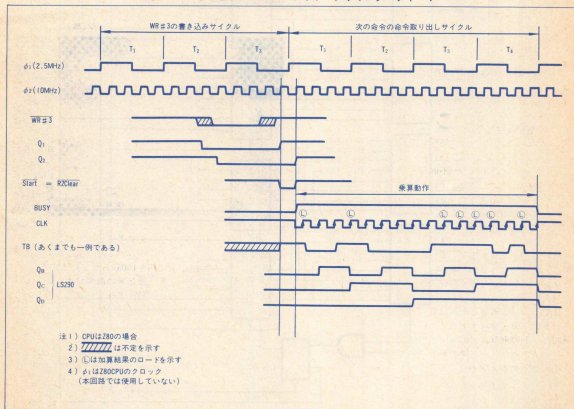 WR#3の書き込みサイクル
次の命令の命令取り出しサイクル
T₁ T₂ T₃ T₁ T₂ T₃ T₄
φ₁(2.5MHz)
φ₂(10MHz)
WR#3
Q₁
Q₂
Start = R2Clear
乗算動作
BUSY
Ⓛ Ⓛ Ⓛ Ⓛ Ⓛ Ⓛ Ⓛ
CLK
TB(あくまでも一例である)
QB
QC LS290
QD
注1) CPUはZ80の場合
2) は不定を示す
3) Ⓛは加算結果のロードを示す
4) φ₁はZ80CPUのクロック
(本回路では使用していない)